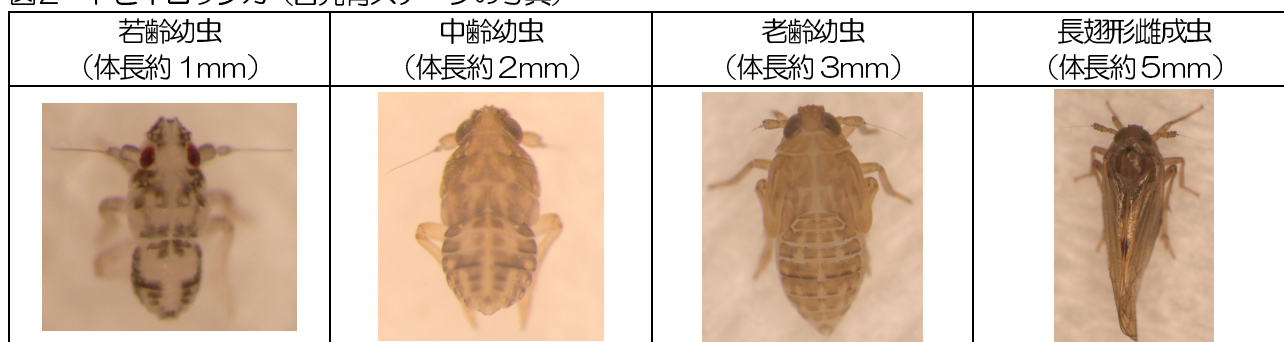 若齢幼虫
（体長約 1mm）
中齢幼虫
（体長約 2mm）
老齢幼虫
（体長約 3mm）
長翅形雌成虫
（体長約 5mm）